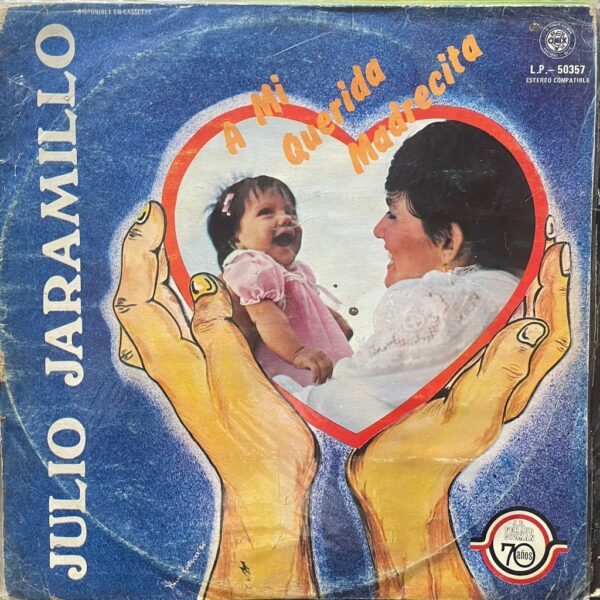 DISPONIBLE EN CASSETTE
JULIO JARAMILLO
A Mi
Querida
Madrecita
L.P.- 50357
ESTEREO COMPATIBLE
70
años